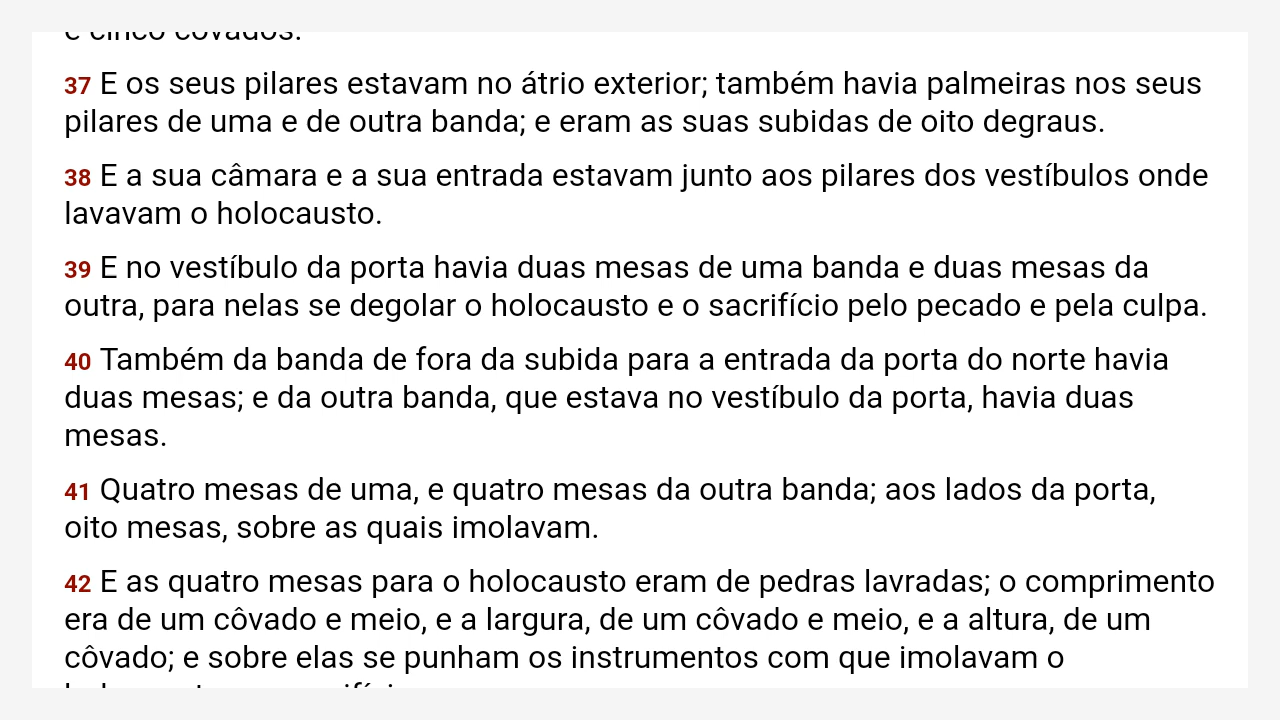 e cinco côvados.
37 E os seus pilares estavam no átrio exterior; também havia palmeiras nos seus
pilares de uma e de outra banda; e eram as suas subidas de oito degraus.
38 E a sua câmara e a sua entrada estavam junto aos pilares dos vestíbulos onde
lavavam o holocausto.
39 E no vestíbulo da porta havia duas mesas de uma banda e duas mesas da
outra, para nelas se degolar o holocausto e o sacrifício pelo pecado e pela culpa.
40 Também da banda de fora da subida para a entrada da porta do norte havia
duas mesas; e da outra banda, que estava no vestíbulo da porta, havia duas
mesas.
41 Quatro mesas de uma, e quatro mesas da outra banda; aos lados da porta,
oito mesas, sobre as quais imolavam.
42 E as quatro mesas para o holocausto eram de pedras lavradas; o comprimento
era de um côvado e meio, e a largura, de um côvado e meio, e a altura, de um
côvado; e sobre elas se punham os instrumentos com que imolavam o